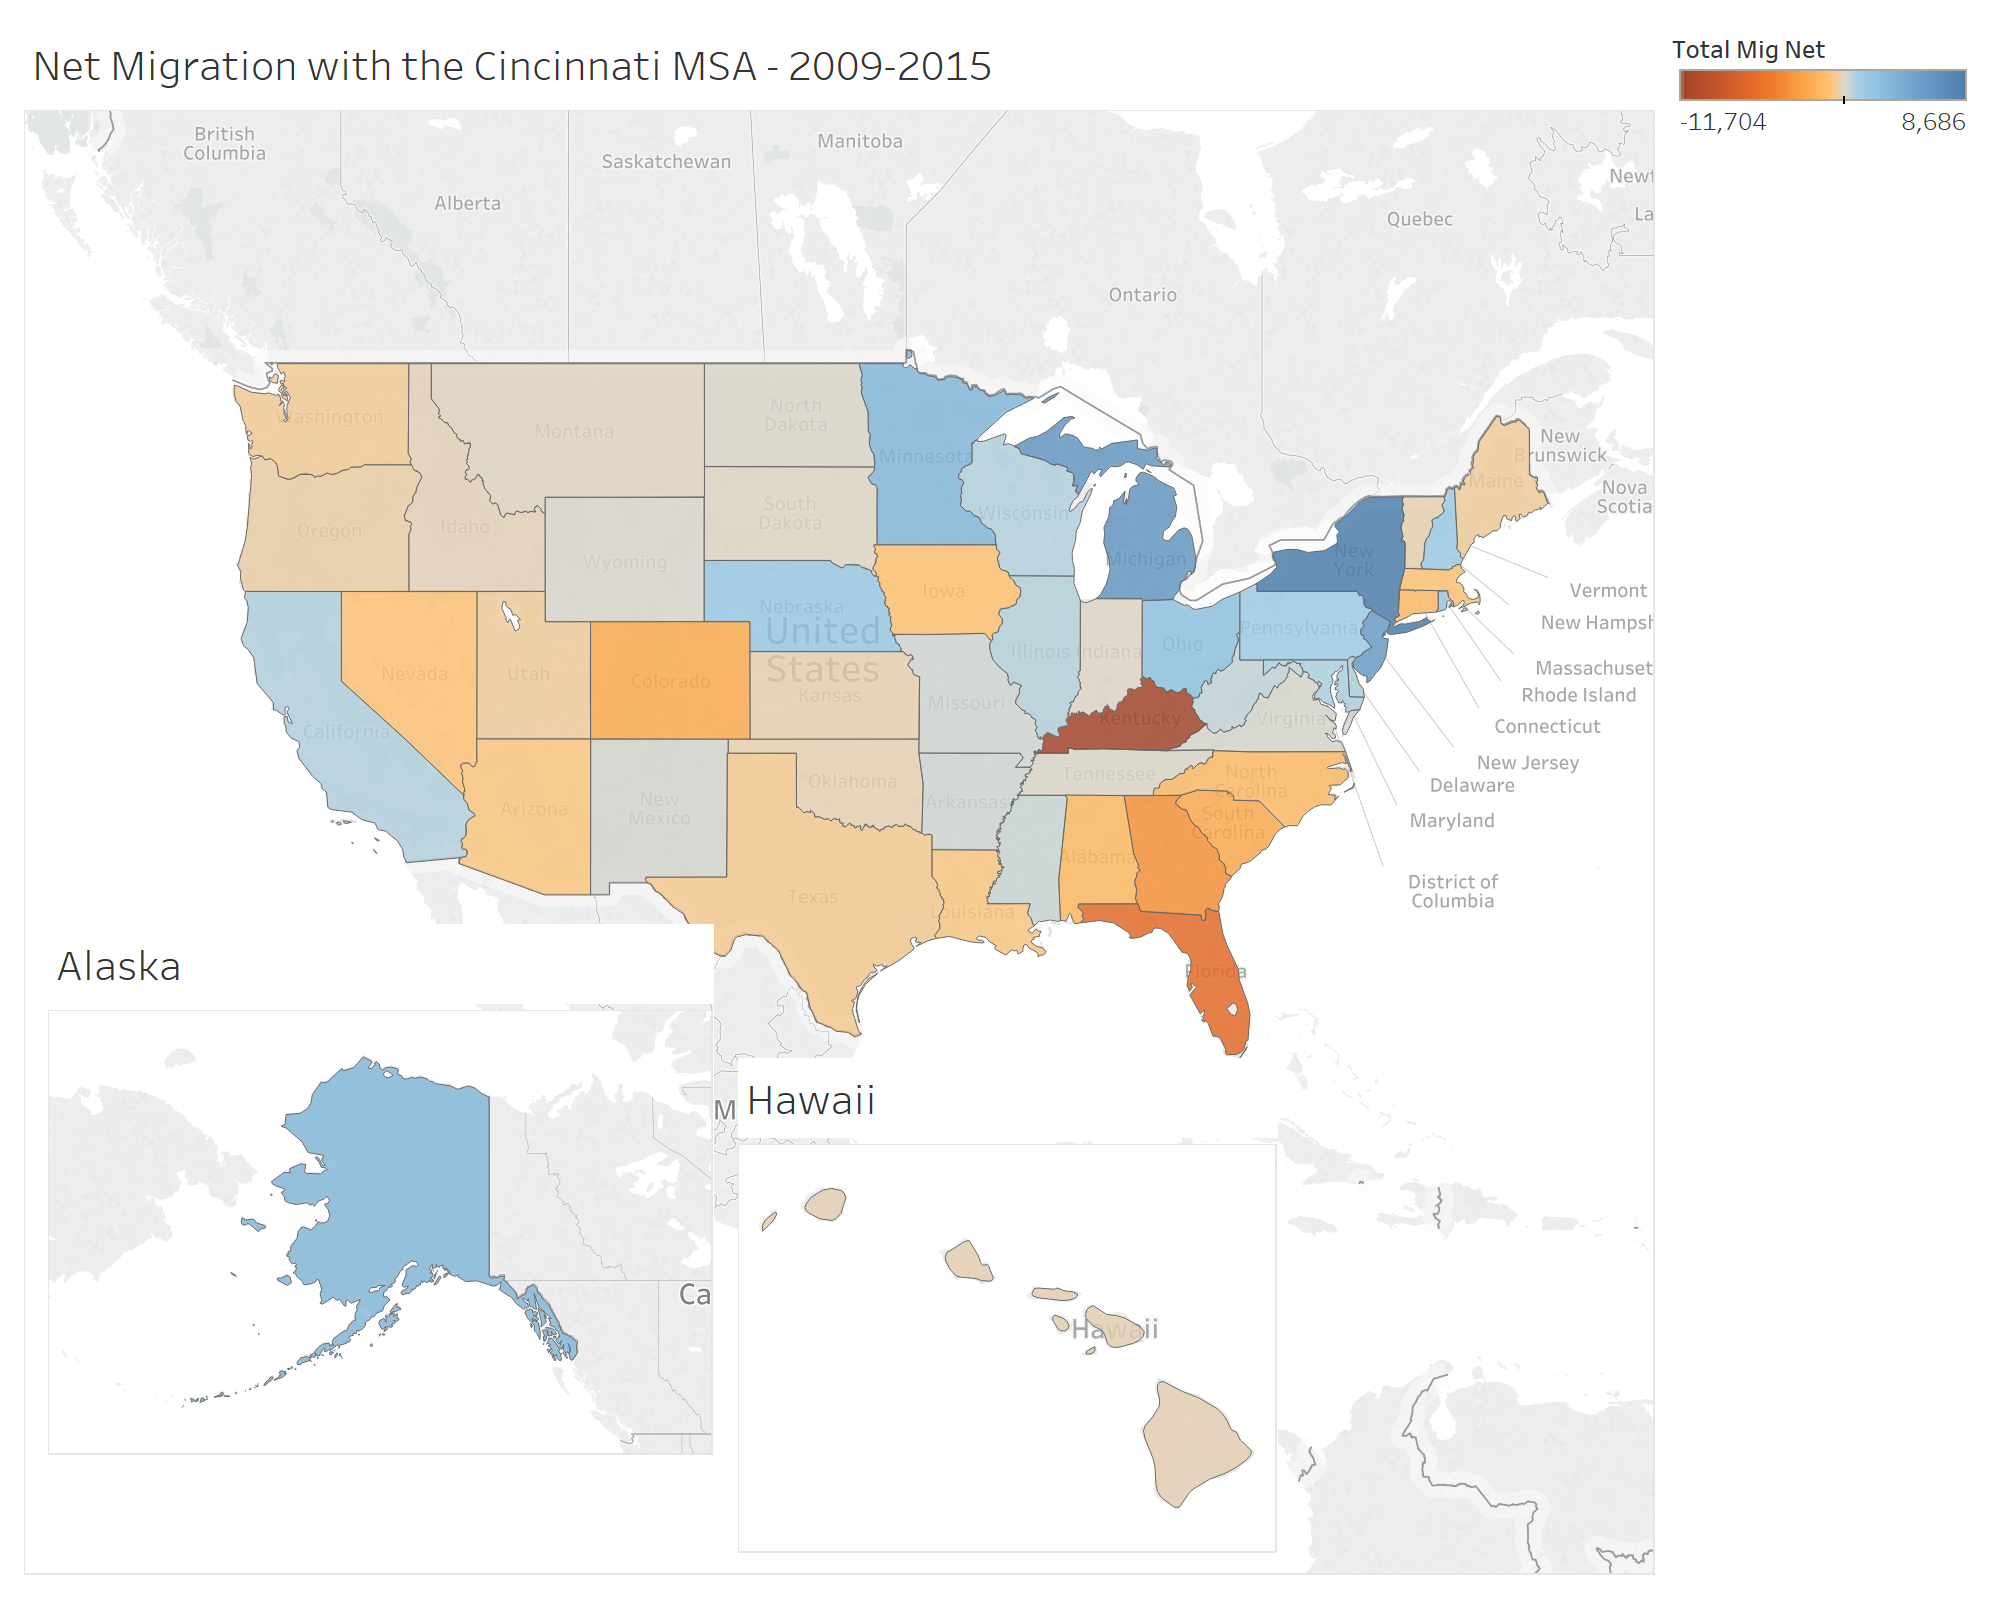 Net Migration with the Cincinnati MSA - 2009-2015
Total Mig Net
-11,704
8,686
British
Columbia
Alberta
Saskatchewan
Manitoba
Ontario
Quebec
Newf
La
New
Brunswick
Nova
Scotia
Washington
Montana
North
Dakota
Minnesota
Oregon
Idaho
South
Dakota
Wisconsin
Maine
Wyoming
Michigan
New
York
Iowa
Nebraska
United
States
Illinois
Indiana
Ohio
Pennsylvania
Nevada
Utah
Colorado
Kansas
Missouri
Kentucky
Virginia
California
Arizona
New
Mexico
Oklahoma
Arkansas
Tennessee
North
Carolina
South
Carolina
Texas
Louisiana
Alabama
Florida
Vermont
New Hampsh
Massachuset
Rhode Island
Connecticut
New Jersey
Delaware
Maryland
District of
Columbia
Alaska
Ca
M
Hawaii
Hawaii